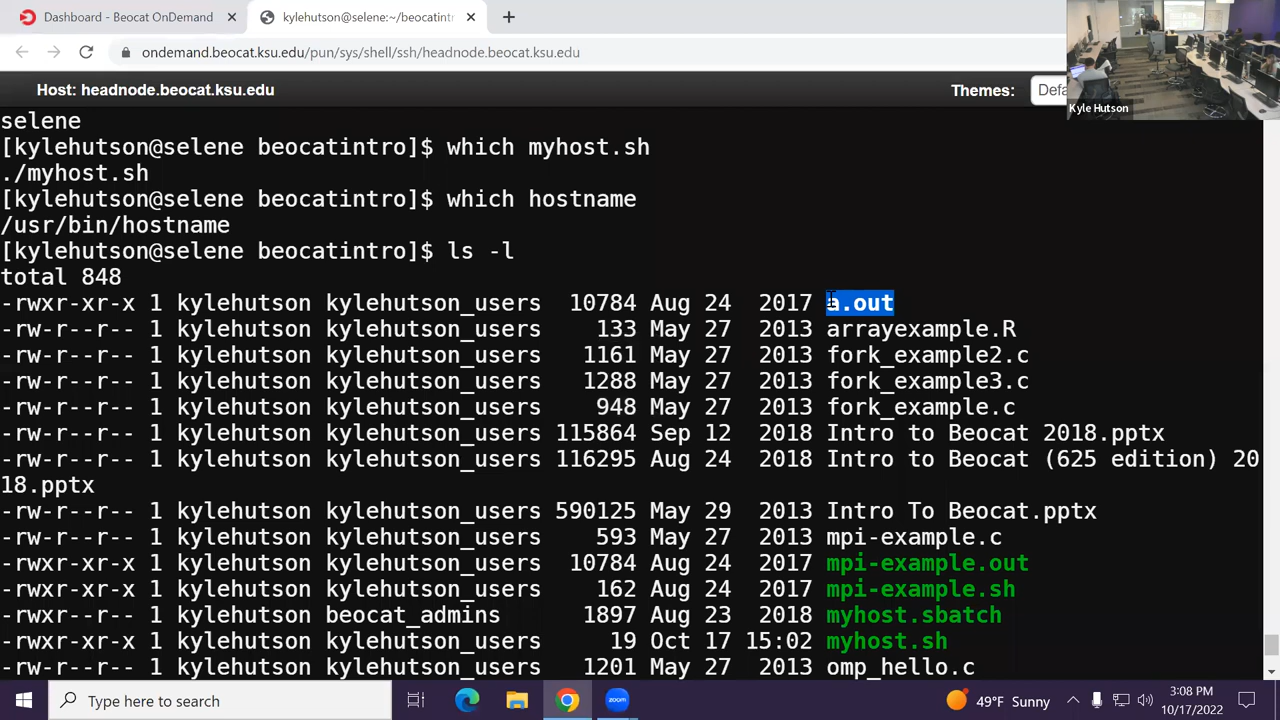 Dashboard - Beocat OnDemand
kylehutson@selene:~/beocatintr
ondemand.beocat.ksu.edu/pun/sys/shell/ssh/headnode.beocat.ksu.edu
Kyle Hutson
Host: headnode.beocat.ksu.edu
Themes:
Defa
selene
[kylehutson@selene beocatintro]$ which myhost.sh
./myhost.sh
[kylehutson@selene beocatintro]$ which hostname
/usr/bin/hostname
[kylehutson@selene beocatintro]$ ls -l
total 848
-rwxr-xr-x 1 kylehutson kylehutson_users 10784 Aug 24 2017 a.out
-rw-r--r-- 1 kylehutson kylehutson_users 133 May 27 2013 arrayexample.R
-rw-r--r-- 1 kylehutson kylehutson_users 1161 May 27 2013 fork_example2.c
-rw-r--r-- 1 kylehutson kylehutson_users 1288 May 27 2013 fork_example3.c
-rw-r--r-- 1 kylehutson kylehutson_users 948 May 27 2013 fork_example.c
-rw-r--r-- 1 kylehutson kylehutson_users 115864 Sep 12 2018 Intro to Beocat 2018.pptx
-rw-r--r-- 1 kylehutson kylehutson_users 116295 Aug 24 2018 Intro to Beocat (625 edition) 20
18.pptx
-rw-r--r-- 1 kylehutson kylehutson_users 590125 May 29 2013 Intro To Beocat.pptx
-rw-r--r-- 1 kylehutson kylehutson_users 593 May 27 2013 mpi-example.c
-rwxr-xr-x 1 kylehutson kylehutson_users 10784 Aug 24 2017 mpi-example.out
-rwxr-xr-x 1 kylehutson kylehutson_users 162 Aug 24 2017 mpi-example.sh
-rwxr--r-- 1 kylehutson beocat_admins 1897 Aug 23 2018 myhost.sbatch
-rwxr-xr-x 1 kylehutson kylehutson_users 19 Oct 17 15:02 myhost.sh
-rw-r--r-- 1 kylehutson kylehutson_users 1201 May 27 2013 omp_hello.c
Type here to search
zoom
49°F Sunny
3:08 PM
10/17/2022